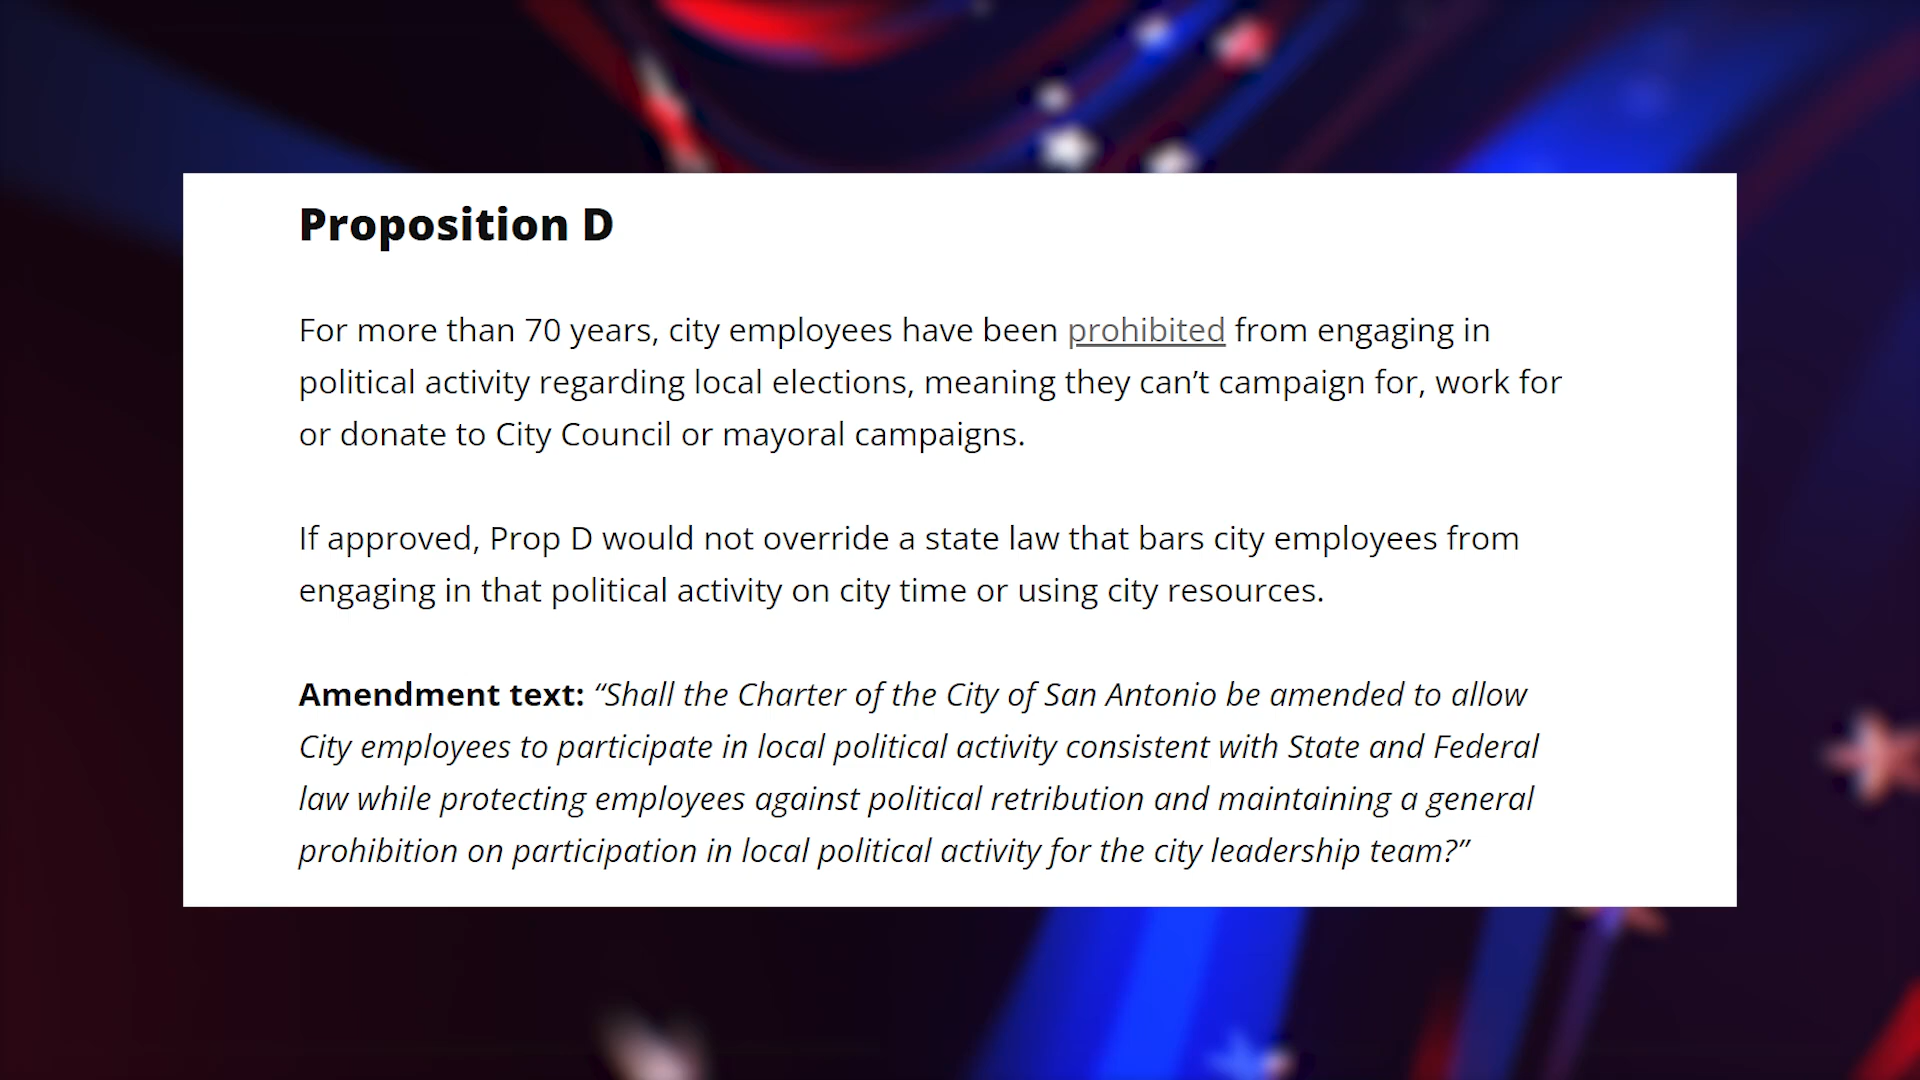 Proposition D
For more than 70 years, city employees have been prohibited from engaging in
political activity regarding local elections, meaning they can’t campaign for, work for
or donate to City Council or mayoral campaigns.
If approved, Prop D would not override a state law that bars city employees from
engaging in that political activity on city time or using city resources.
Amendment text: “Shall the Charter of the City of San Antonio be amended to allow
City employees to participate in local political activity consistent with State and Federal
law while protecting employees against political retribution and maintaining a general
prohibition on participation in local political activity for the city leadership team?”